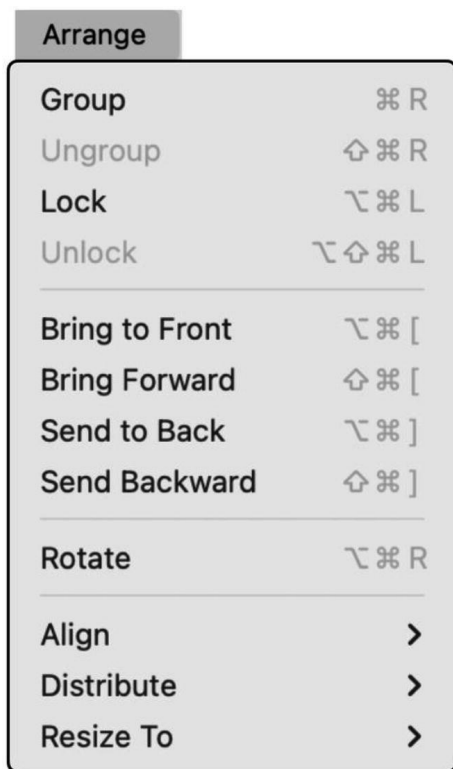 Arrange
Group ⌘ R
Ungroup ⇧ ⌘ R
Lock ⌥ ⌘ L
Unlock ⌥ ⇧ ⌘ L
Bring to Front ⌥ ⌘ [
Bring Forward ⇧ ⌘ [
Send to Back ⌥ ⌘ ]
Send Backward ⇧ ⌘ ]
Rotate ⌥ ⌘ R
Align >
Distribute >
Resize To >